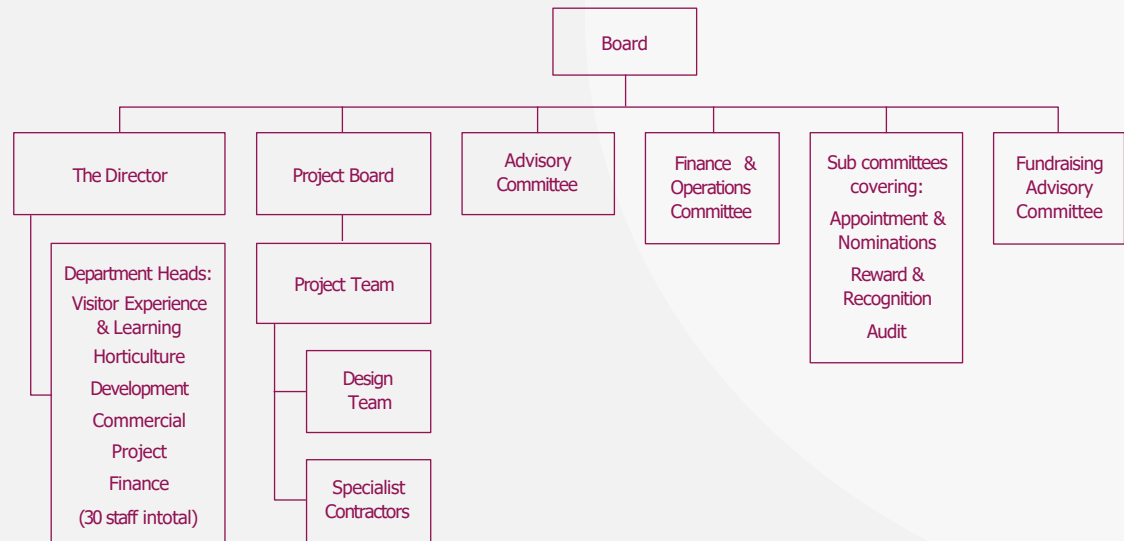 Board
The Director
Project Board
Advisory
Committee
Finance & 
Operations
Committee
Sub committees
covering:
Appointment &
Nominations
Reward &
Recognition
Audit
Fundraising
Advisory
Committee
Department Heads:
Visitor Experience
& Learning
Horticulture
Development
Commercial
Project
Finance
(30 staff intotal)
Project Team
Design
Team
Specialist
Contractors